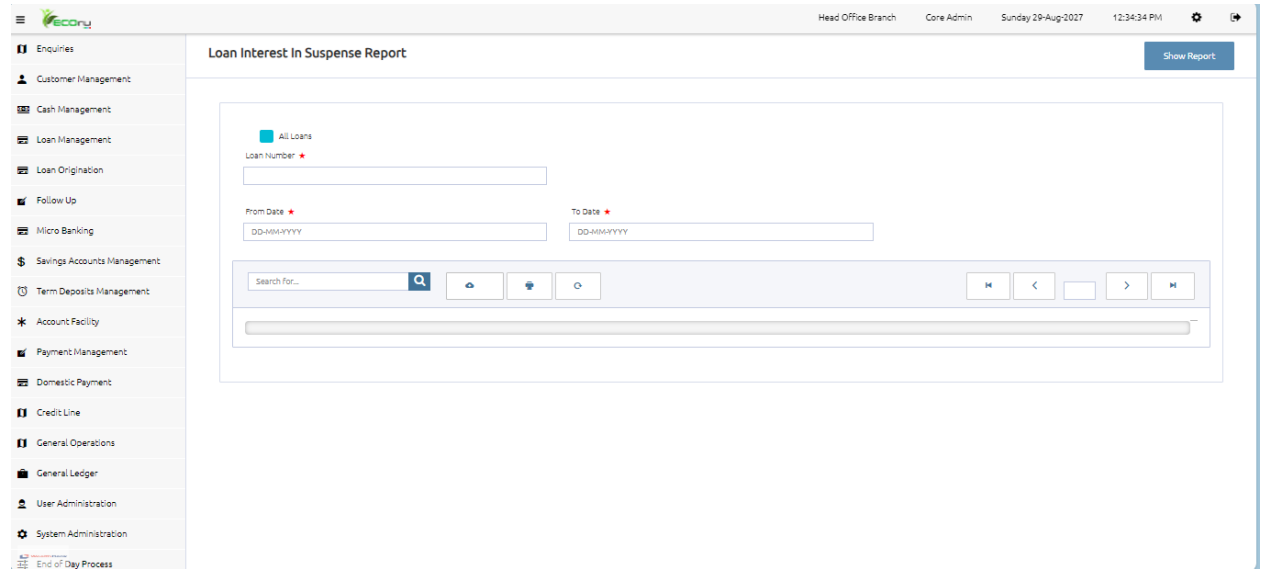 ecory
Head Office Branch Core Admin Sunday 29-Aug-2027 12:34:34 PM
Enquiries
Customer Management
Cash Management
Loan Management
Loan Origination
Follow Up
Micro Banking
Savings Accounts Management
Term Deposits Management
Account Facility
Payment Management
Domestic Payment
Credit Line
General Operations
General Ledger
User Administration
System Administration
End of Day Process
Loan Interest In Suspense Report
Show Report
All Loans
Loan Number ★
From Date ★ To Date ★
DD-MM-YYYY DD-MM-YYYY
Search for...